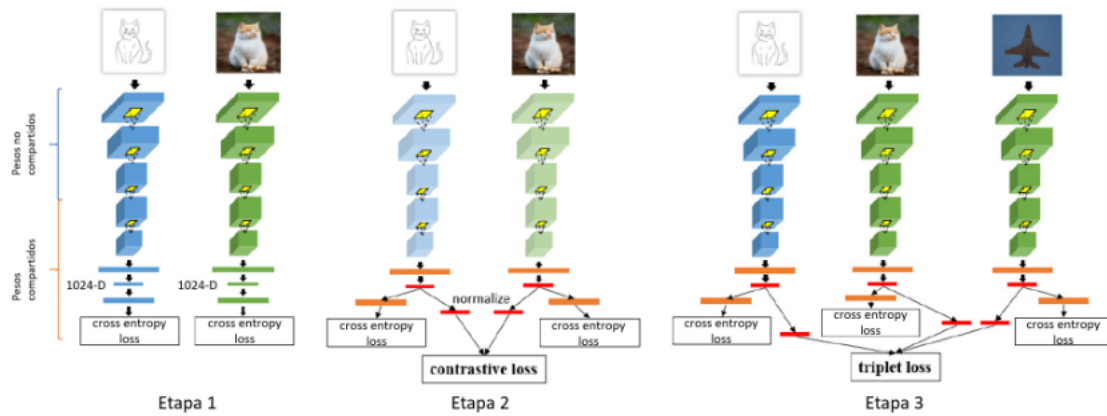 Pesos no
compartidos
Pesos
compartidos
1024-D
1024-D
cross entropy
loss
cross entropy
loss
Etapa 1
normalize
cross entropy
loss
cross entropy
loss
contrastive loss
Etapa 2
cross entropy
loss
cross entropy
loss
cross entropy
loss
triplet loss
Etapa 3